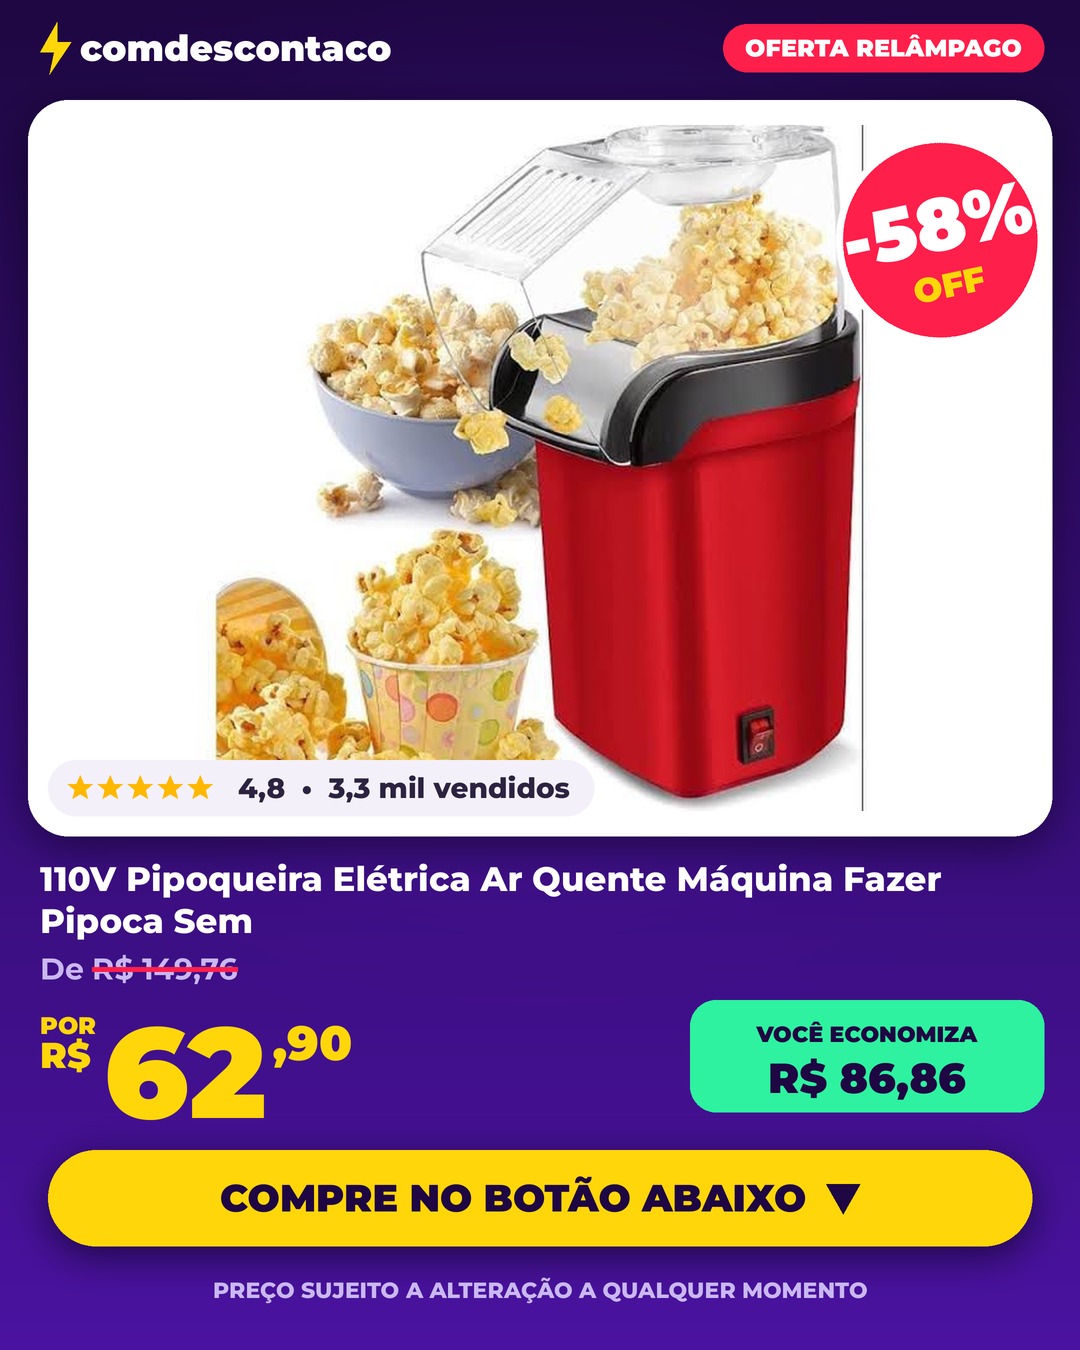 comdescontaco
OFERTA RELÂMPAGO
-58%
OFF
4,8 • 3,3 mil vendidos
110V Pipoqueira Elétrica Ar Quente Máquina Fazer
Pipoca Sem
De R$ 149,76
POR
R$ 62,90
VOCÊ ECONOMIZA
R$ 86,86
COMPRE NO BOTÃO ABAIXO ▼
PREÇO SUJEITO A ALTERAÇÃO A QUALQUER MOMENTO